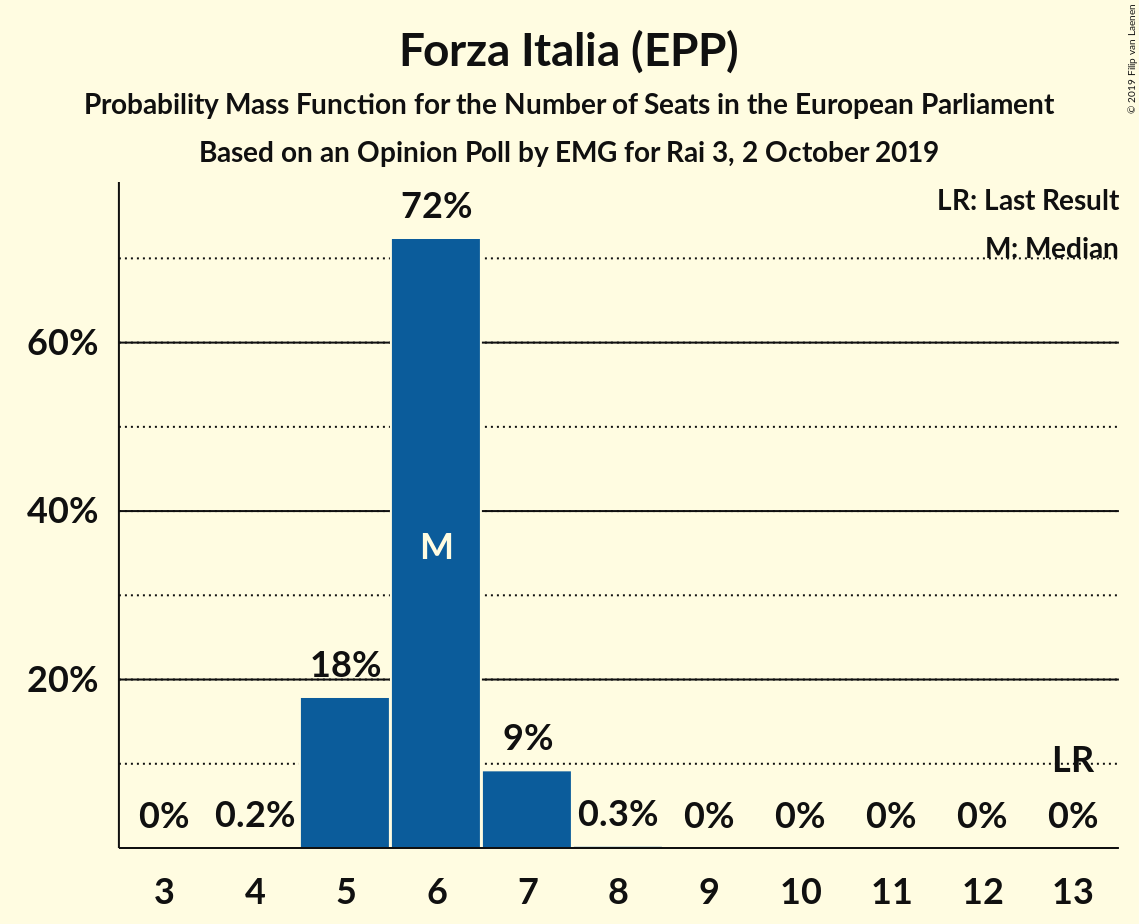 Forza Italia (EPP)
Probability Mass Function for the Number of Seats in the European Parliament
Based on an Opinion Poll by EMG for Rai 3, 2 October 2019
© 2019 Filip van Laenen
LR: Last Result
M: Median
72%
60%
40%
M
18%
20%
9%
LR
0% 0.2% 0.3% 0% 0% 0% 0% 0%
3 4 5 6 7 8 9 10 11 12 13